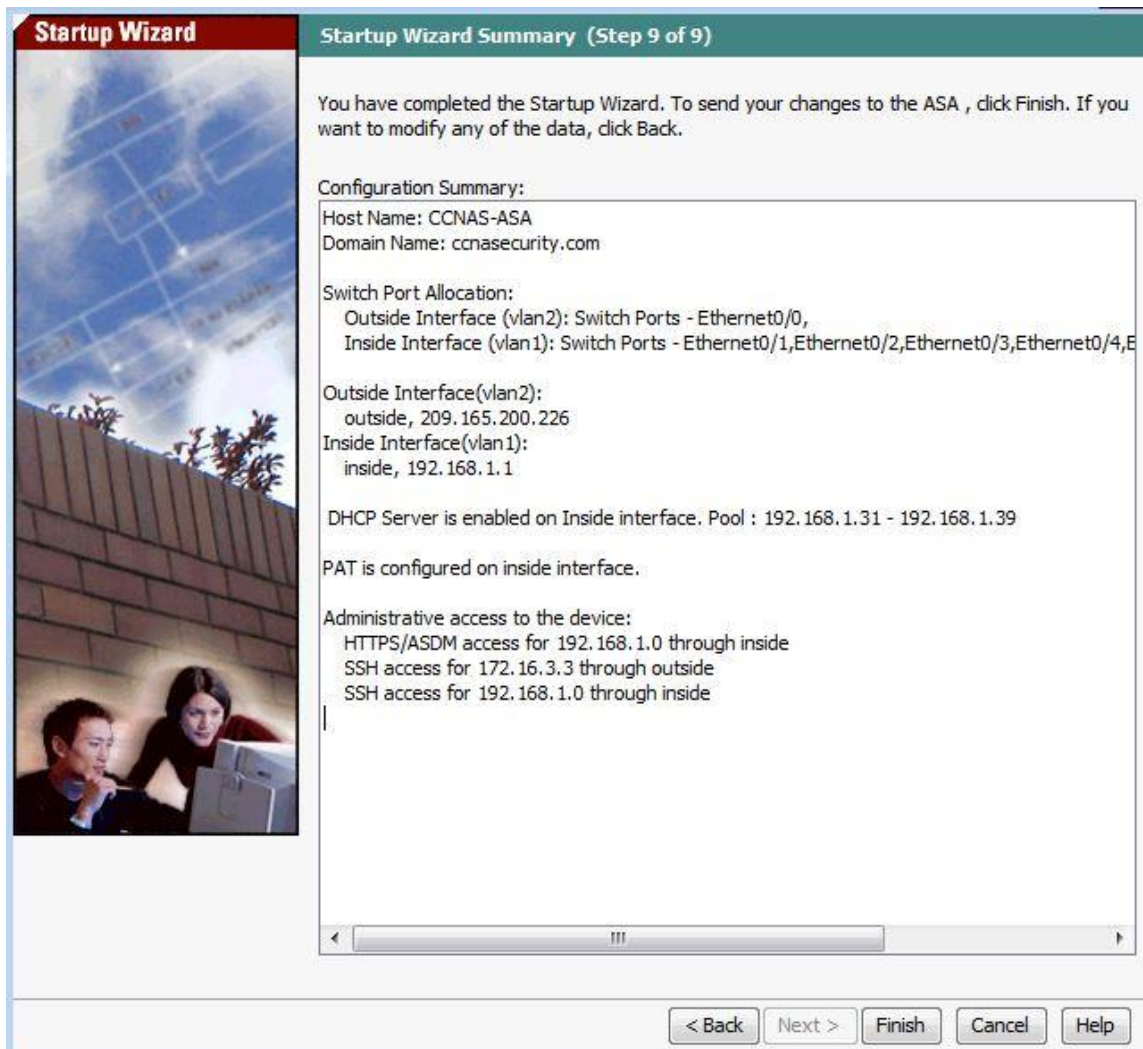 Startup Wizard
Startup Wizard Summary (Step 9 of 9)
You have completed the Startup Wizard. To send your changes to the ASA , click Finish. If you
want to modify any of the data, click Back.
Configuration Summary:
Host Name: CCNAS-ASA
Domain Name: ccnasecurity.com
Switch Port Allocation:
Outside Interface (vlan2): Switch Ports - Ethernet0/0,
Inside Interface (vlan1): Switch Ports - Ethernet0/1,Ethernet0/2,Ethernet0/3,Ethernet0/4,E
Outside Interface(vlan2):
outside, 209.165.200.226
Inside Interface(vlan1):
inside, 192.168.1.1
DHCP Server is enabled on Inside interface. Pool : 192.168.1.31 - 192.168.1.39
PAT is configured on inside interface.
Administrative access to the device:
HTTPS/ASDM access for 192.168.1.0 through inside
SSH access for 172.16.3.3 through outside
SSH access for 192.168.1.0 through inside
< Back Next > Finish Cancel Help